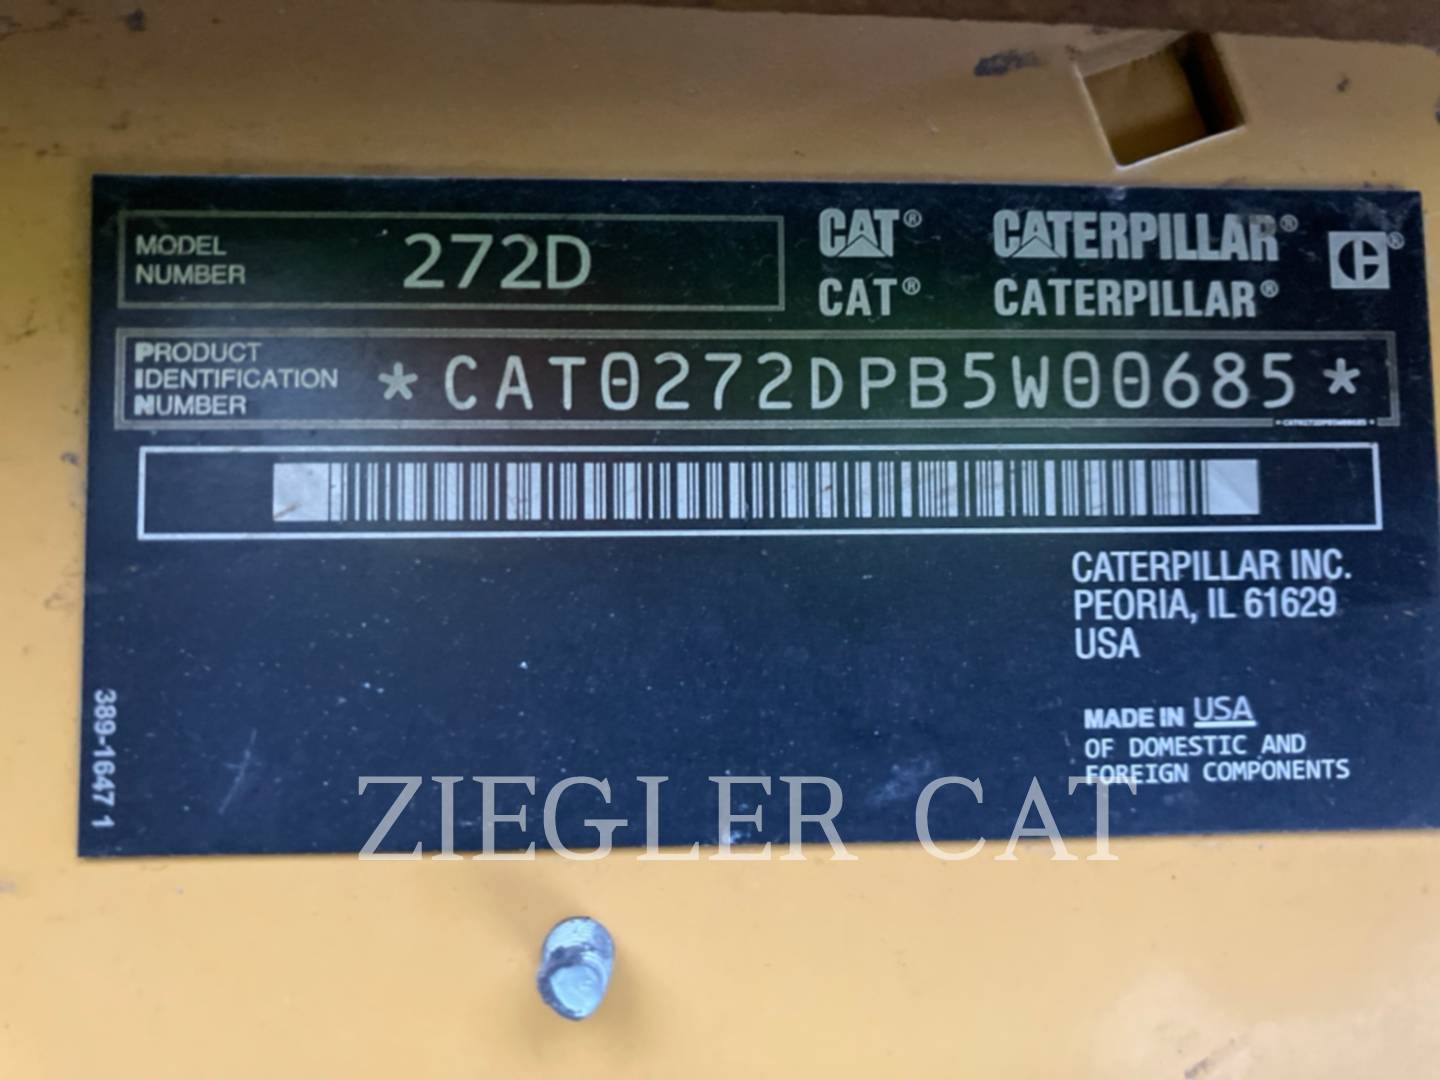 MODEL NUMBER 272D
CAT® CATERPILLAR®
CAT® CATERPILLAR®
PRODUCT IDENTIFICATION NUMBER *CAT0272DPB5W00685*
CATERPILLAR INC.
PEORIA, IL 61629
USA
MADE IN USA
OF DOMESTIC AND
FOREIGN COMPONENTS
389-1647 1
ZIEGLER CAT